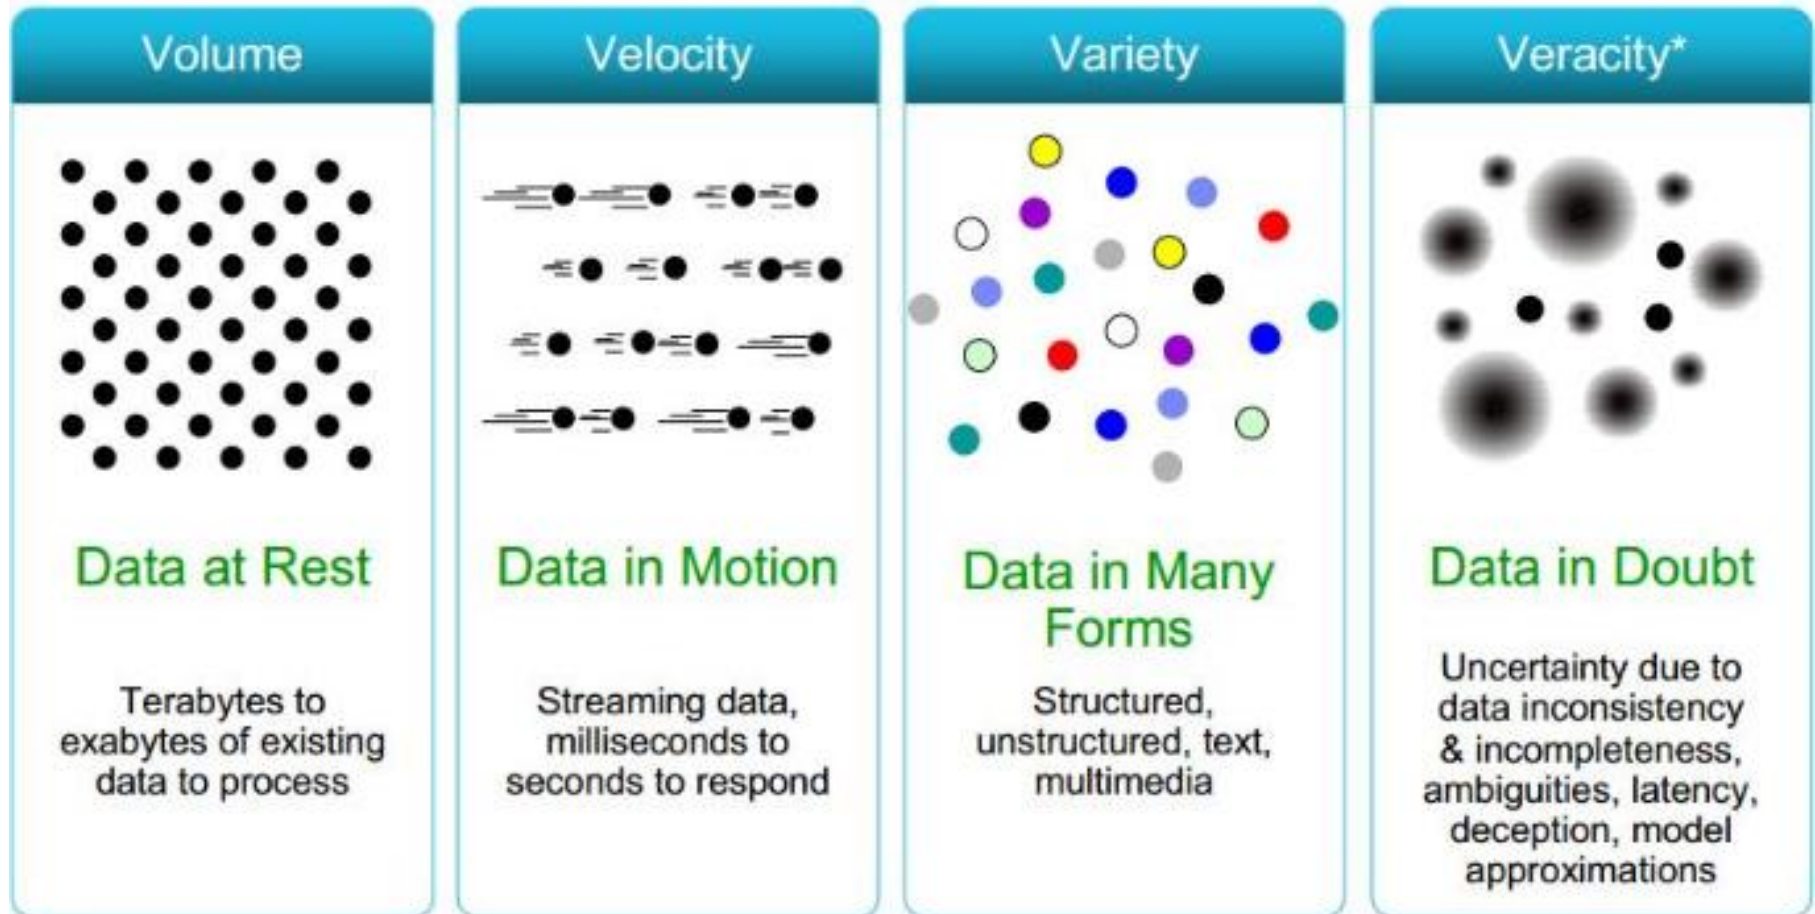 Volume
Data at Rest
Terabytes to
exabytes of existing
data to process
Velocity
Data in Motion
Streaming data,
milliseconds to
seconds to respond
Variety
Data in Many
Forms
Structured,
unstructured, text,
multimedia
Veracity*
Data in Doubt
Uncertainty due to
data inconsistency
& incompleteness,
ambiguities, latency,
deception, model
approximations